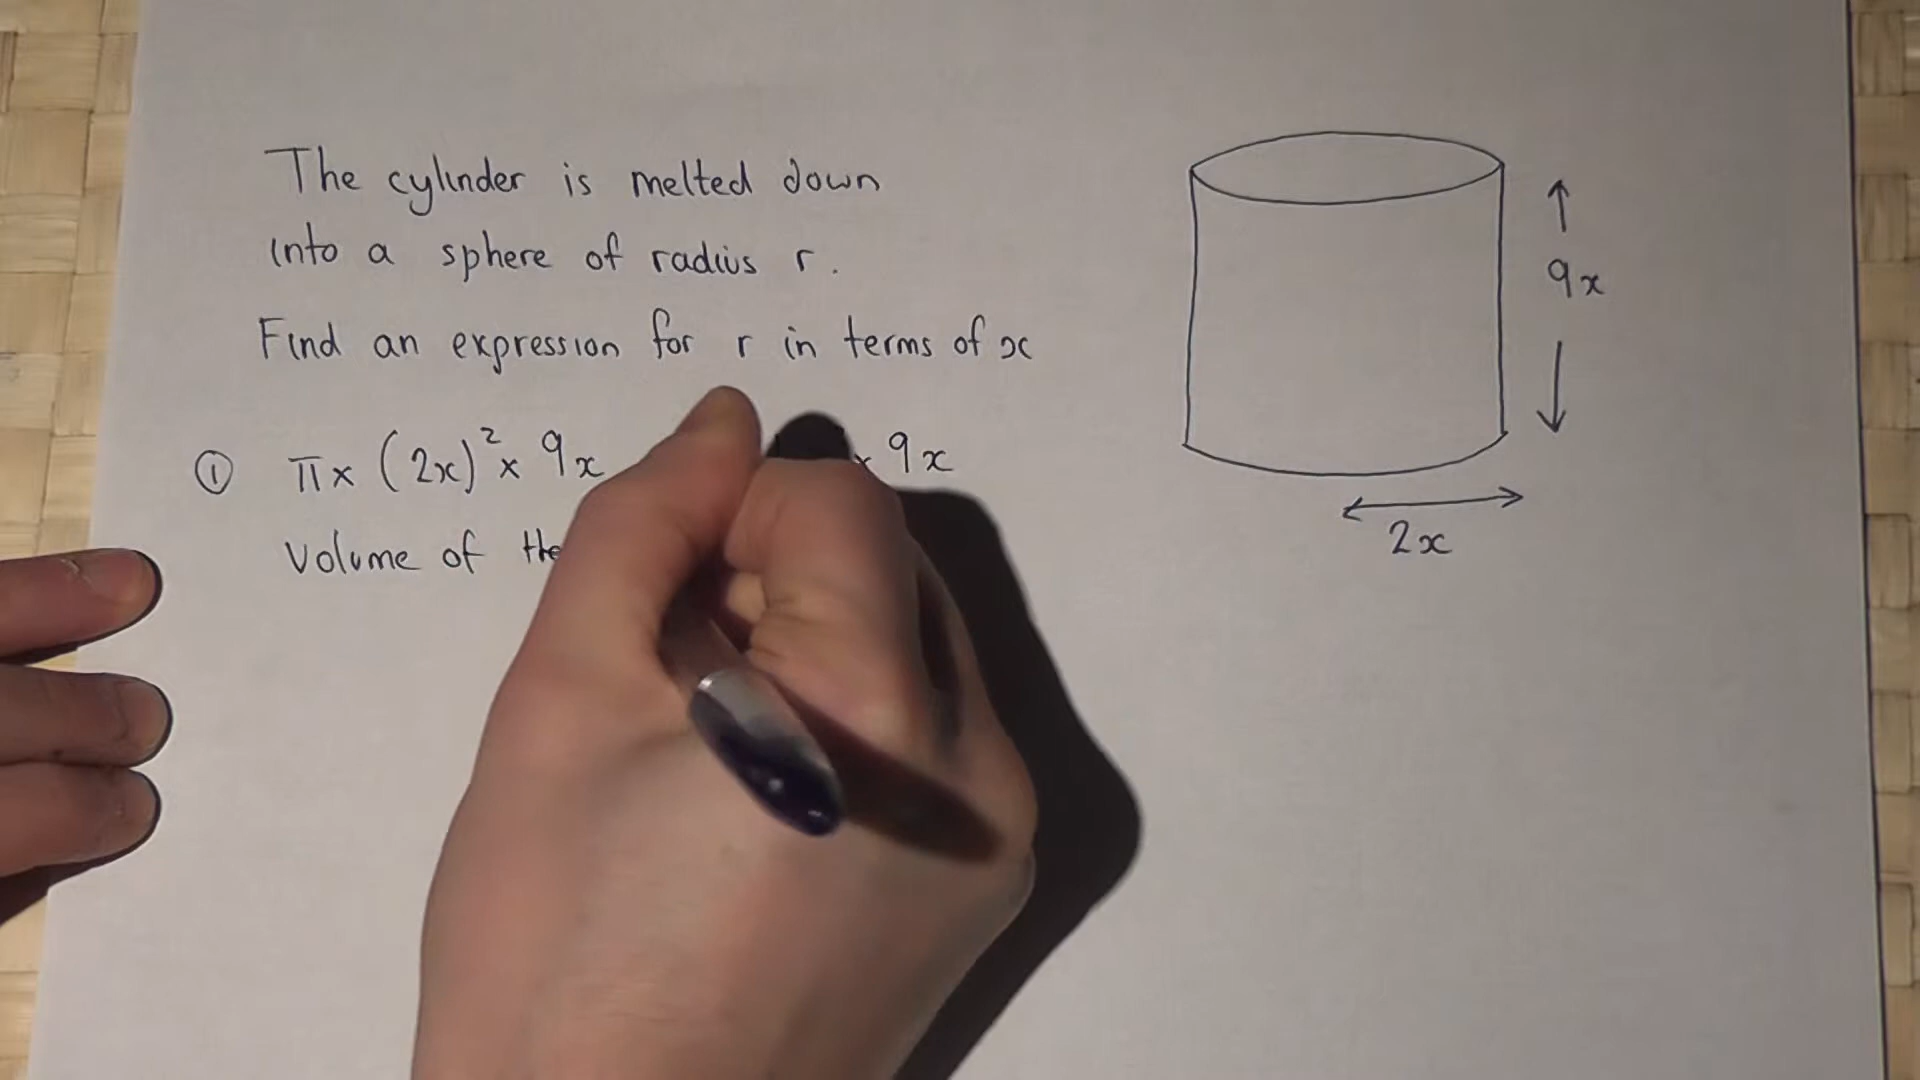 The cylinder is melted down
into a sphere of radius r.
Find an expression for r in terms of x
① π× (2x)²× 9x × 9x
Volume of the
9x
2x